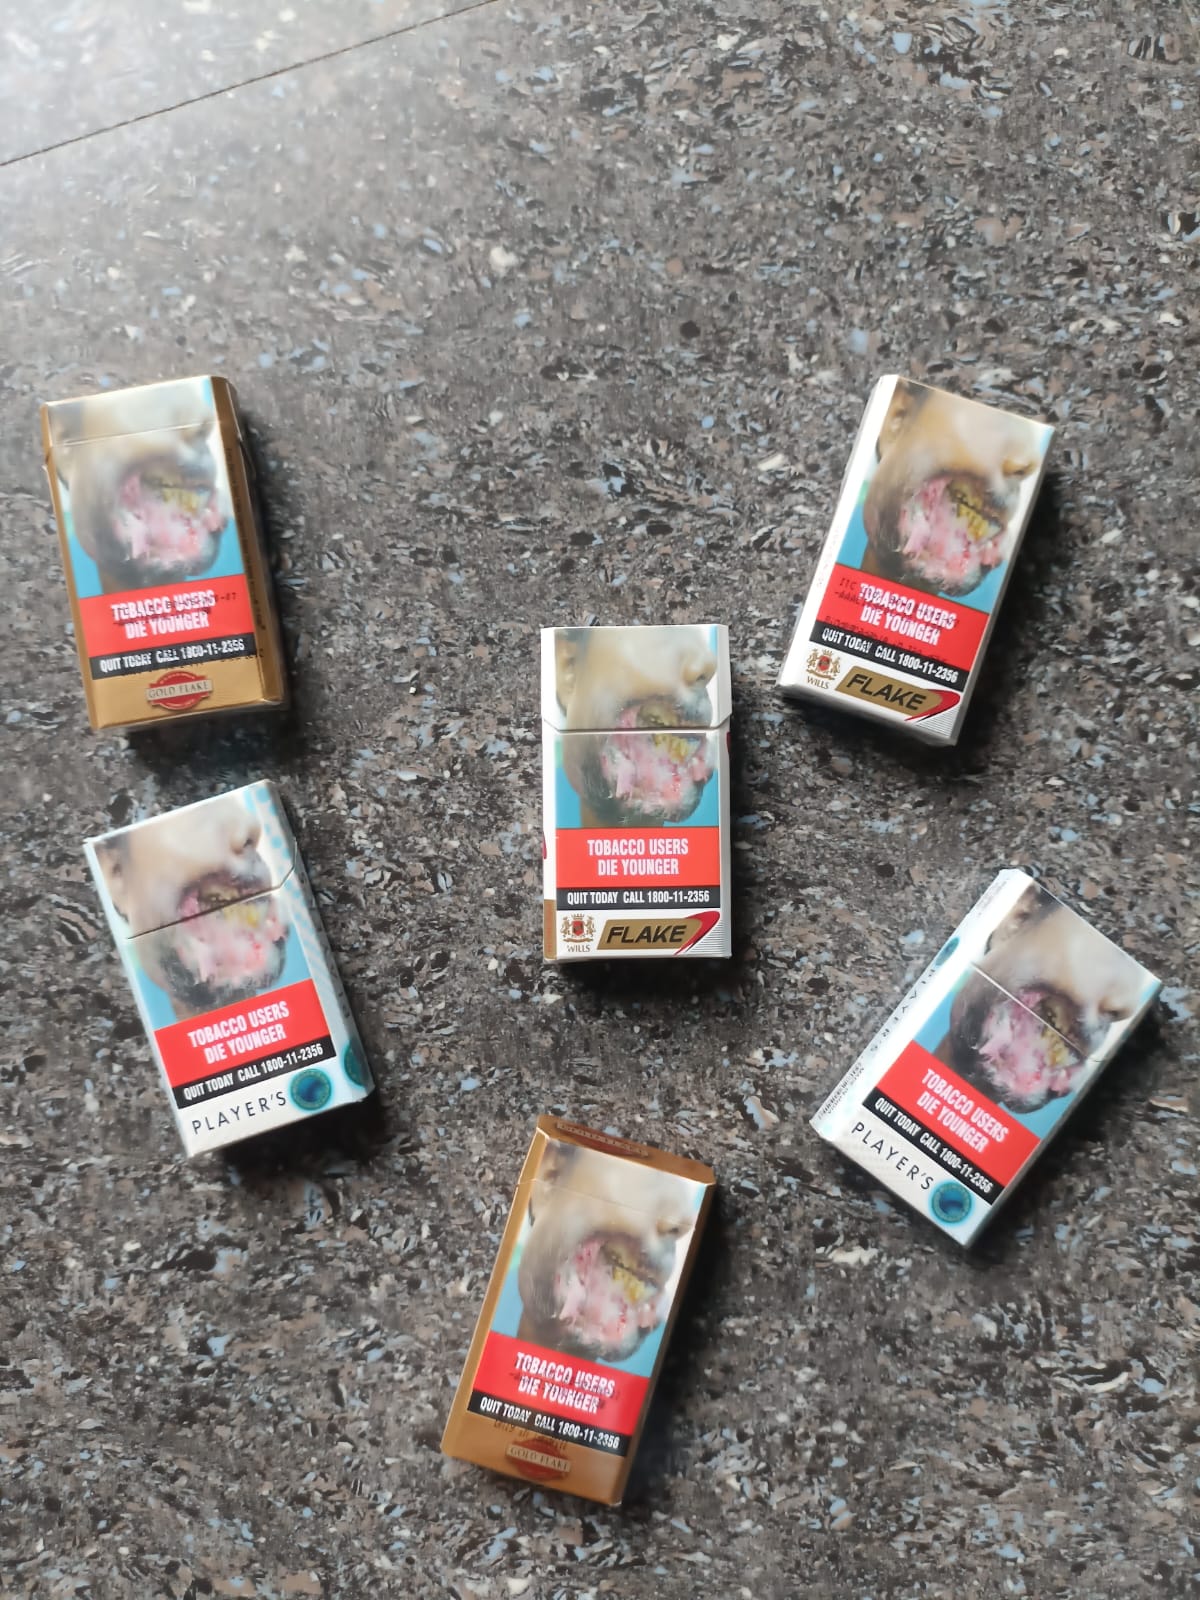 TOBACCO USERS
DIE YOUNGER
QUIT TODAY CALL 1800-11-2356
GOLD FLAKE
TOBACCO USERS
DIE YOUNGER
QUIT TODAY CALL 1800-11-2356
WILLS
FLAKE
TOBACCO USERS
DIE YOUNGER
QUIT TODAY CALL 1800-11-2356
WILLS
FLAKE
TOBACCO USERS
DIE YOUNGER
QUIT TODAY CALL 1800-11-2356
PLAYER'S
PLAYER'S
TOBACCO USERS
DIE YOUNGER
QUIT TODAY CALL 1800-11-2356
PLAYER'S
GOLD FLAKE
TOBACCO USERS
DIE YOUNGER
QUIT TODAY CALL 1800-11-2356
GOLD FLAKE